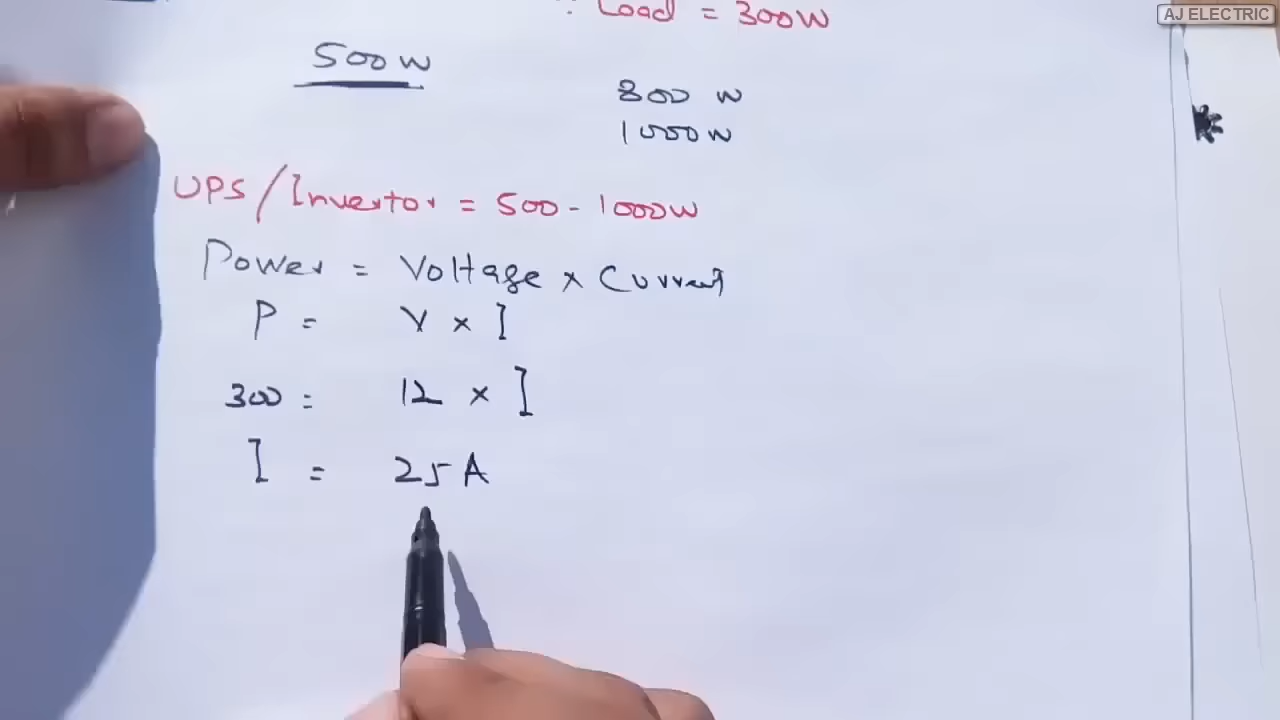 AJ ELECTRIC
∴ Load = 300W
500W
800 W
1000W
UPS/Invertor = 500 - 1000W
Power = Voltage × Current
P = V × I
300 = 12 × I
I = 25A